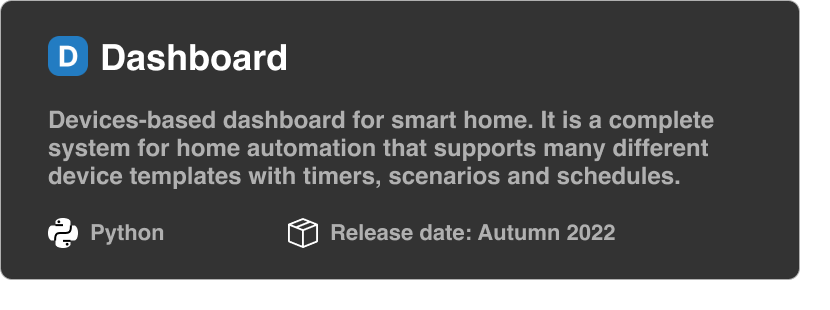 D Dashboard
Devices-based dashboard for smart home. It is a complete
system for home automation that supports many different
device templates with timers, scenarios and schedules.
Python Release date: Autumn 2022